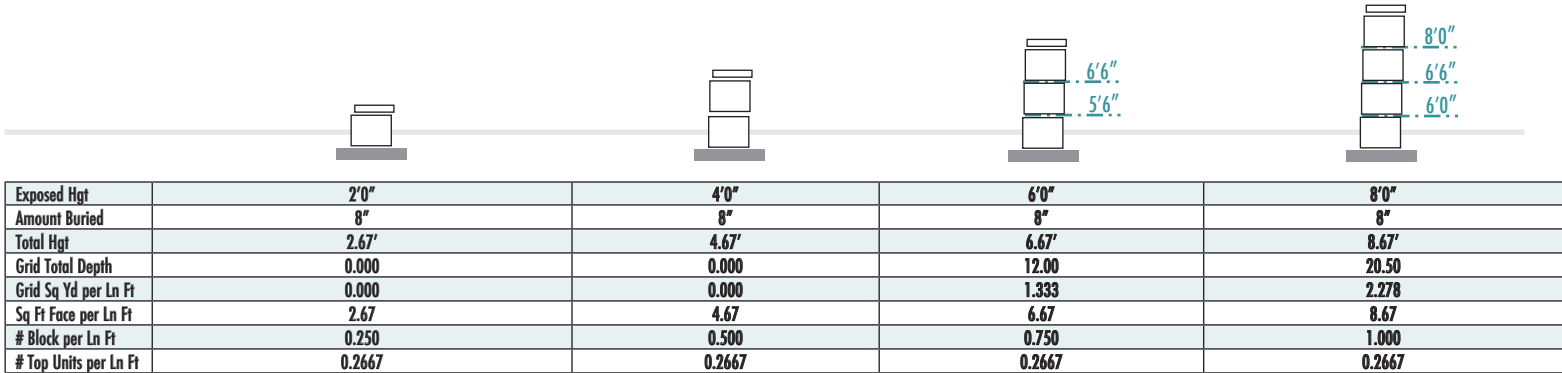 8’0”
6’6”
6’6”
5’6”
6’0”
Exposed Hgt 2’0” 4’0” 6’0” 8’0”
Amount Buried 8” 8” 8” 8”
Total Hgt 2.67’ 4.67’ 6.67’ 8.67’
Grid Total Depth 0.000 0.000 12.00 20.50
Grid Sq Yd per Ln Ft 0.000 0.000 1.333 2.278
Sq Ft Face per Ln Ft 2.67 4.67 6.67 8.67
# Block per Ln Ft 0.250 0.500 0.750 1.000
# Top Units per Ln Ft 0.2667 0.2667 0.2667 0.2667